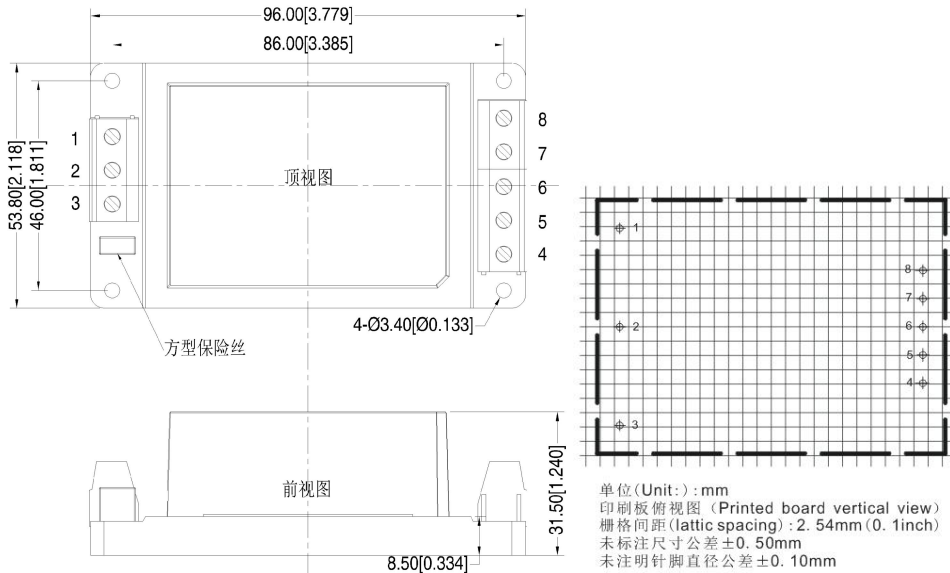 96.00[3.779]
86.00[3.385]
53.80[2.118]
46.00[1.811]
1
2
3
8
7
6
5
4
顶视图
4-Ø3.40[Ø0.133]
方型保险丝
前视图
31.50[1.240]
8.50[0.334]
1
2
3
8
7
6
5
4
单位(Unit:):mm
印刷板俯视图 (Printed board vertical view)
栅格间距(lattic spacing):2.54mm(0.1inch)
未标注尺寸公差±0.50mm
未注明针脚直径公差±0.10mm